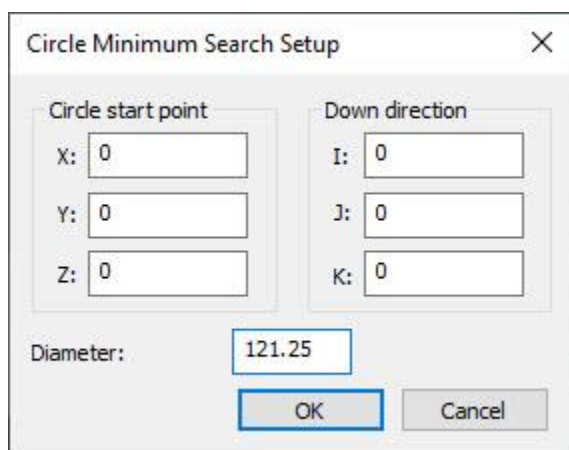 Circle Minimum Search Setup
Circle start point
X: 0
Y: 0
Z: 0
Down direction
I: 0
J: 0
K: 0
Diameter: 121.25
OK Cancel